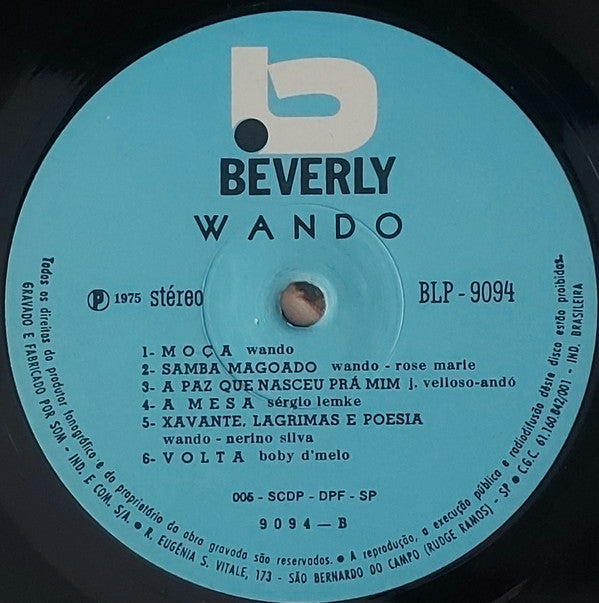 b
BEVERLY
WANDO
Ⓟ 1975 stéreo
BLP - 9094
1- MOÇA wando
2- SAMBA MAGOADO wando - rose marie
3- A PAZ QUE NASCEU PRÁ MIM j. velloso-andó
4- A MESA sérgio lemke
5- XAVANTE, LAGRIMAS E POESIA
wando - nerino silva
6- VOLTA boby d'melo
006 - SCDP - DPF - SP
9094 - B
Todos os direitos do produtor fonográfico e do proprietário da obra gravada são reservados. • A reprodução, a execução pública e radiodifusão dêste disco estão proibidas.
GRAVADO E FABRICADO POR SOM - IND. E COM. S/A. • R. EUGÊNIA S. VITALE, 173 - SÃO BERNARDO DO CAMPO (RUDGE RAMOS) - SP • C.G.C. 61.160.842/001 - IND. BRASILEIRA